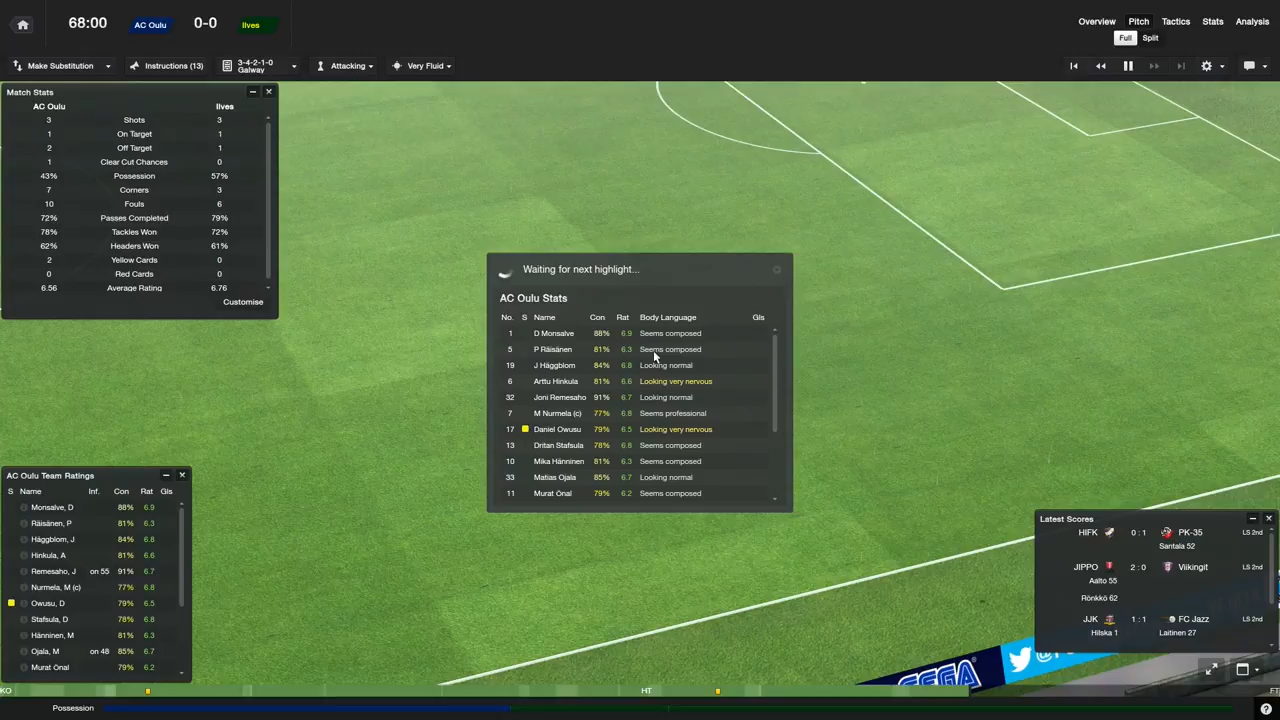 68:00 AC Oulu 0-0 Ilves
Overview Pitch Tactics Stats Analysis
Full Split
Make Substitution Instructions (13) 3-4-2-1-0 Galway Attacking Very Fluid
Match Stats
AC Oulu Ilves
3 Shots 3
1 On Target 1
2 Off Target 1
1 Clear Cut Chances 0
43% Possession 57%
7 Corners 3
10 Fouls 6
72% Passes Completed 79%
78% Tackles Won 72%
62% Headers Won 61%
2 Yellow Cards 0
0 Red Cards 0
6.56 Average Rating 6.76
Customise
Waiting for next highlight...
AC Oulu Stats
No. S Name Con Rat Body Language Gls
1 D Monsalve 88% 6.9 Seems composed
5 P Räisänen 81% 6.3 Seems composed
19 J Häggblom 84% 6.8 Looking normal
6 Arttu Hinkula 81% 6.6 Looking very nervous
32 Joni Remesaho 91% 6.7 Looking normal
7 M Nurmela (c) 77% 6.8 Seems professional
17 Daniel Owusu 79% 6.5 Looking very nervous
13 Dritan Stafsula 78% 6.8 Seems composed
10 Mika Hänninen 81% 6.3 Seems composed
33 Matias Ojala 85% 6.7 Looking normal
11 Murat Önal 79% 6.2 Seems composed
AC Oulu Team Ratings
S Name Inf. Con Rat Gls
Monsalve, D 88% 6.9
Räisänen, P 81% 6.3
Häggblom, J 84% 6.8
Hinkula, A 81% 6.6
Remesaho, J on 55 91% 6.7
Nurmela, M (c) 77% 6.8
Owusu, D 79% 6.5
Stafsula, D 78% 6.8
Hänninen, M 81% 6.3
Ojala, M on 48 85% 6.7
Murat Önal 79% 6.2
Latest Scores
HIFK 0 : 1 PK-35 LS 2nd
Santala 52
JIPPO 2 : 0 Viikingit LS 2nd
Aalto 55
Rönkkö 62
JJK 1 : 1 FC Jazz LS 2nd
Hilska 1 Laitinen 27
SEGA
KO HT FT
Possession